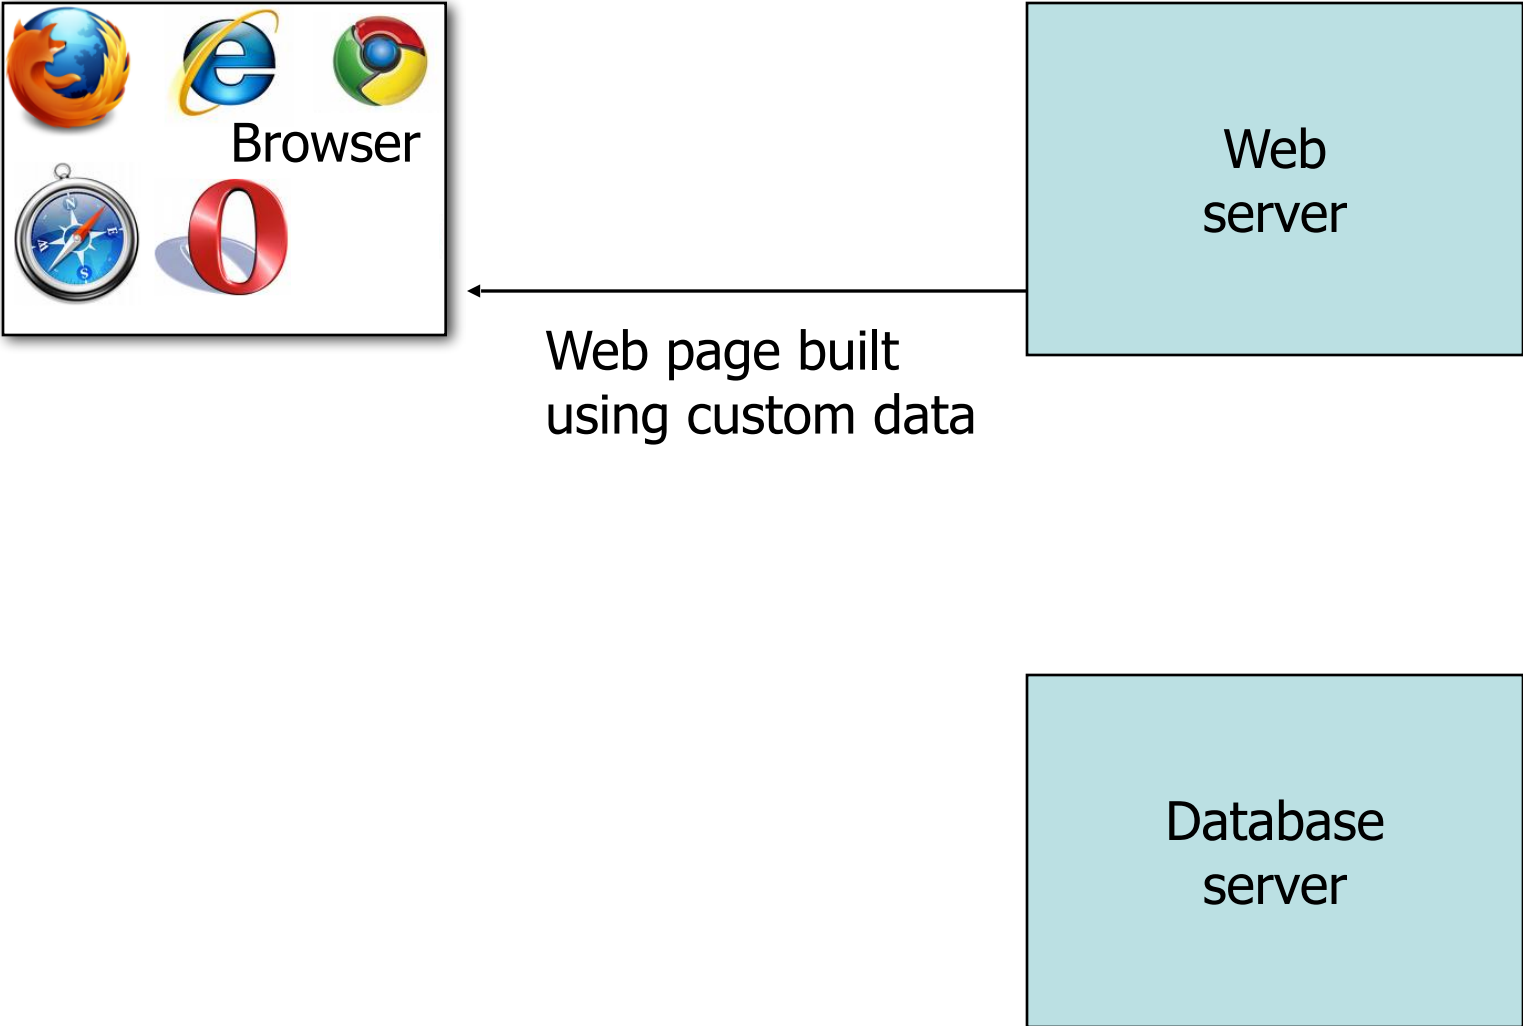 Browser
Web
server
Web page built
using custom data
Database
server